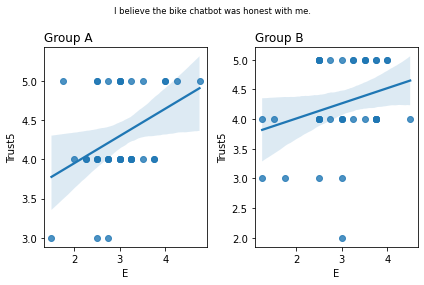 I believe the bike chatbot was honest with me.
Group A
Group B
Trust5
5.0
4.5
4.0
3.5
3.0
2
3
4
E
Trust5
5.0
4.5
4.0
3.5
3.0
2.5
2.0
2
3
4
E